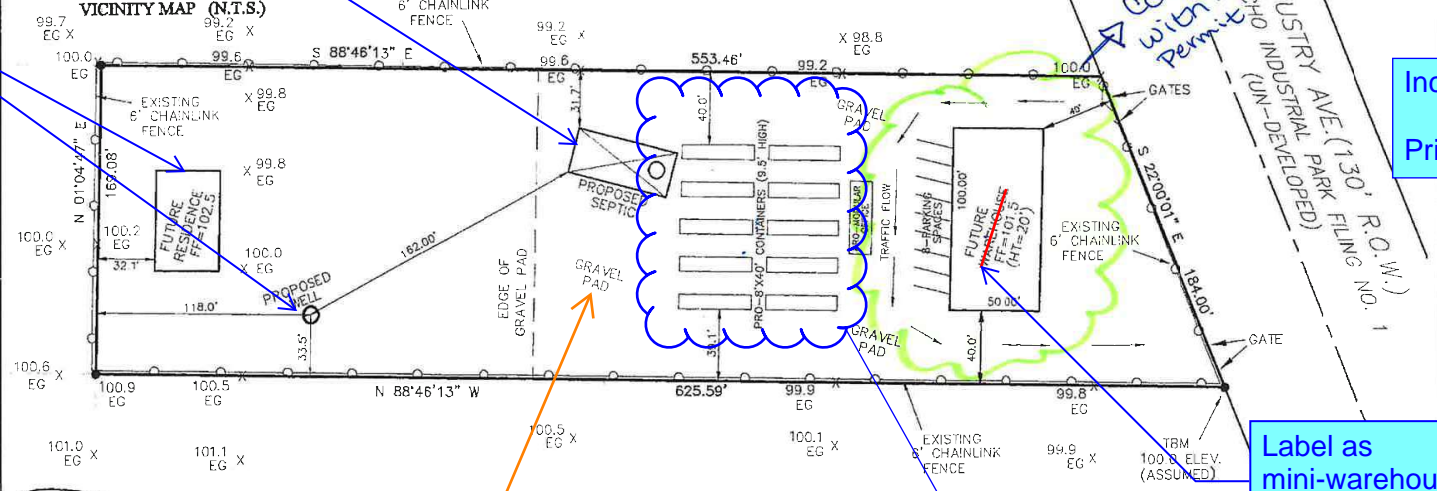 VICINITY MAP (N.T.S.)
6' CHAINLINK
FENCE
99.7
EG X
99.2 X
EG
99.2 X
EG
X 98.8
EG
with
Permit
INDUSTRIAL PARK FILING NO. 1
(UN-DEVELOPED)
AVE.(130' R.O.W.)
100.0
EG
99.6
EG
S 88°46'13" E
99.6
EG
553.46'
99.2
EG
100.0
EG
GATES
X 99.8
EG
EXISTING
6' CHAINLINK
FENCE
31.7'
40.0'
GRAVEL
PAD
40'
N 01°04'47" E
169.08'
X 99.8
EG
FUTURE
RESIDENCE
FF=102.5
PROPOSED
SEPTIC
PRO-8'X40' CONTAINERS (9.5' HIGH)
PRO-MODULAR
OFFICE
TRAFFIC FLOW
8-PARKING
SPACES
100.00'
FUTURE
WAREHOUSE
FF=101.5
(HT=20')
S 22°00'01" E
184.00'
EXISTING
6' CHAINLINK
FENCE
100.0 X
EG
100.2
EG
32.1'
100.0
X EG
162.00'
EDGE OF
GRAVEL PAD
GRAVEL
PAD
PROPOSED
WELL
118.0'
33.5'
50.00'
GRAVEL
PAD
40.0'
GATE
100.6 X
EG
100.9
EG
100.5 X
EG
N 88°46'13" W
625.59'
99.9 X
EG
99.8
EG
101.0 X
EG
101.1 X
EG
100.5 X
EG
100.1 X
EG
EXISTING
6' CHAINLINK
FENCE
99.9 X
EG
TBM
100.0 ELEV.
(ASSUMED)
Label as